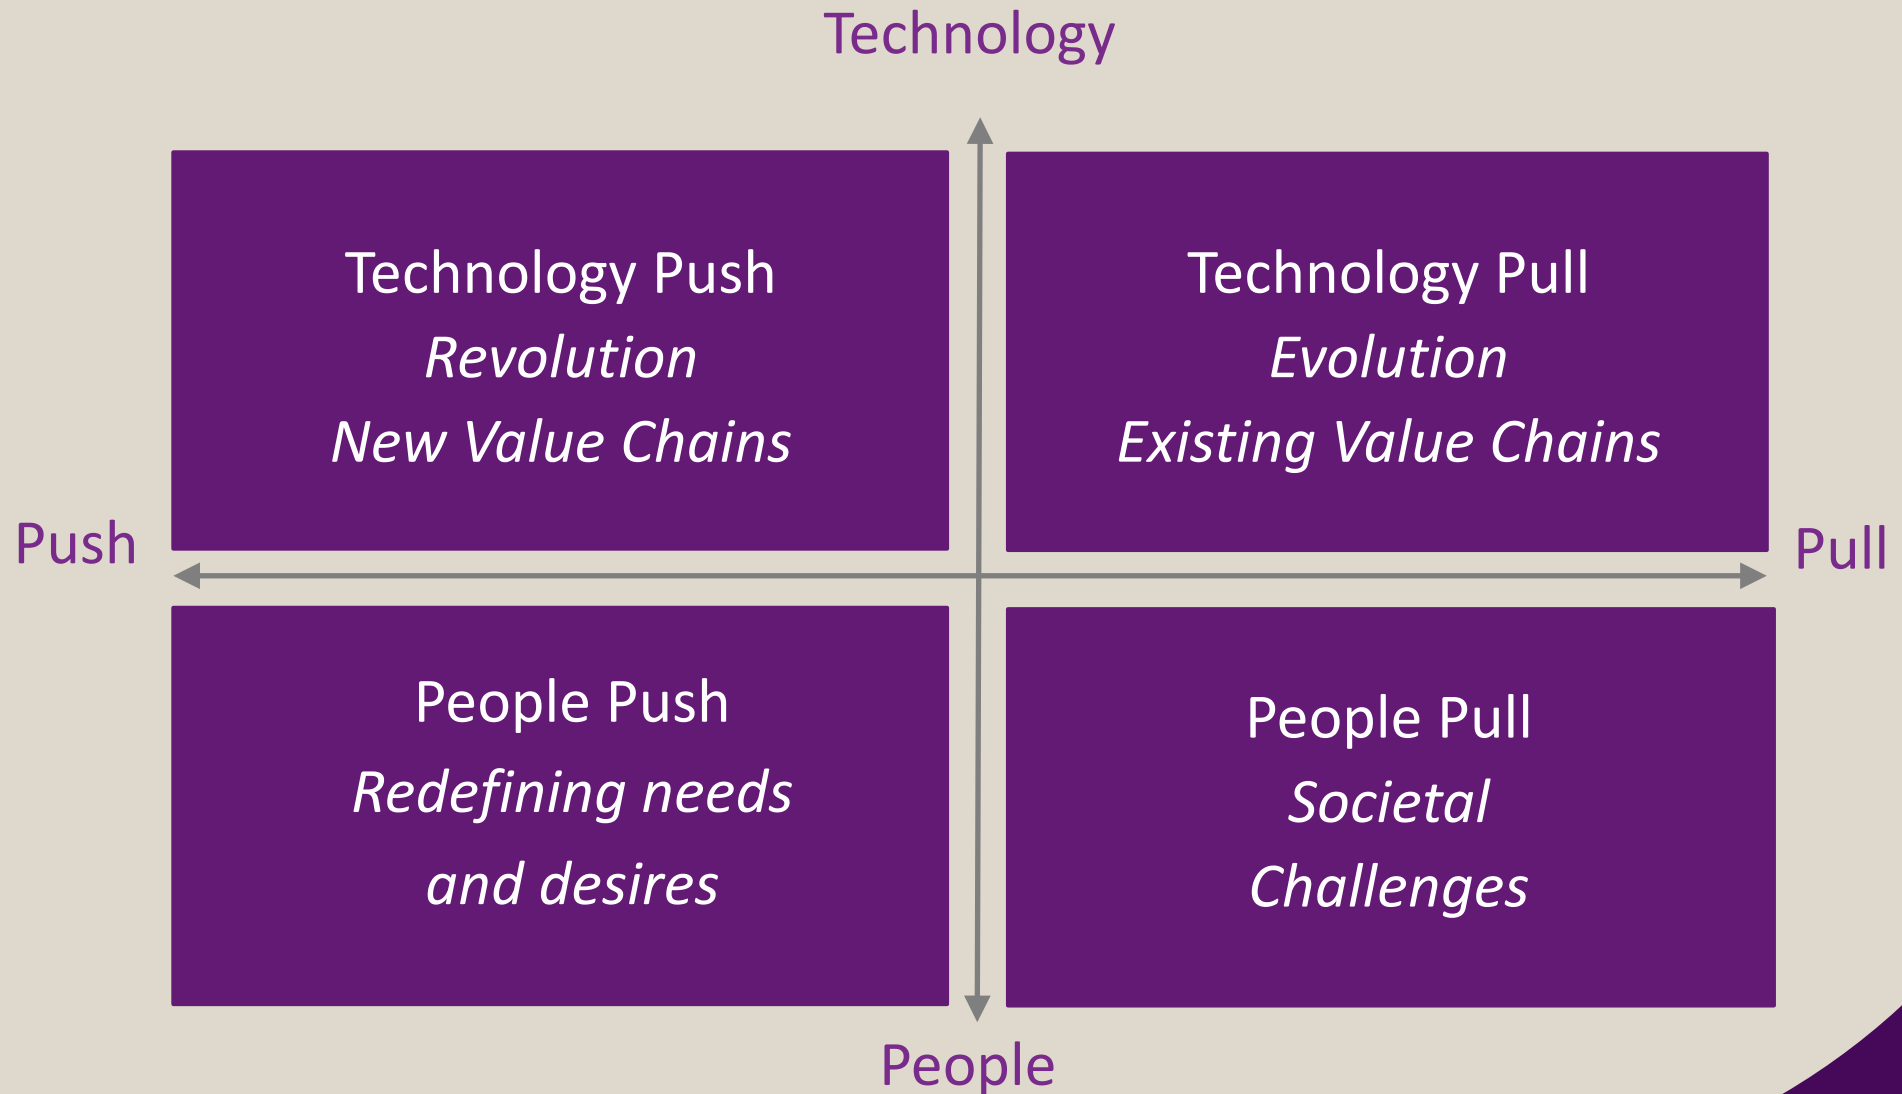 Technology
Technology Push
Revolution
New Value Chains
Technology Pull
Evolution
Existing Value Chains
Push
Pull
People Push
Redefining needs
and desires
People Pull
Societal
Challenges
People